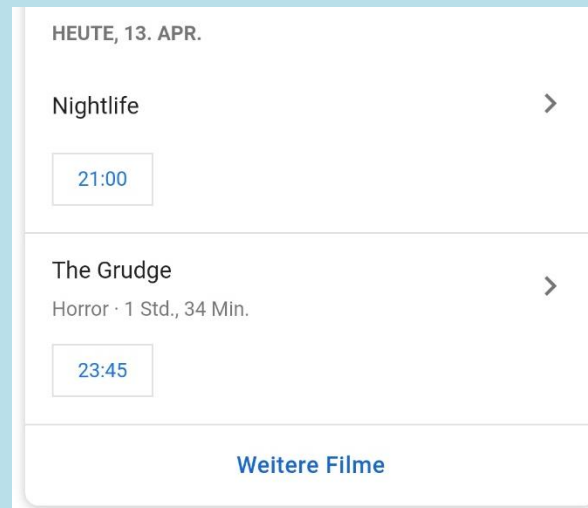 HEUTE, 13. APR.
Nightlife
21:00
The Grudge
Horror · 1 Std., 34 Min.
23:45
Weitere Filme